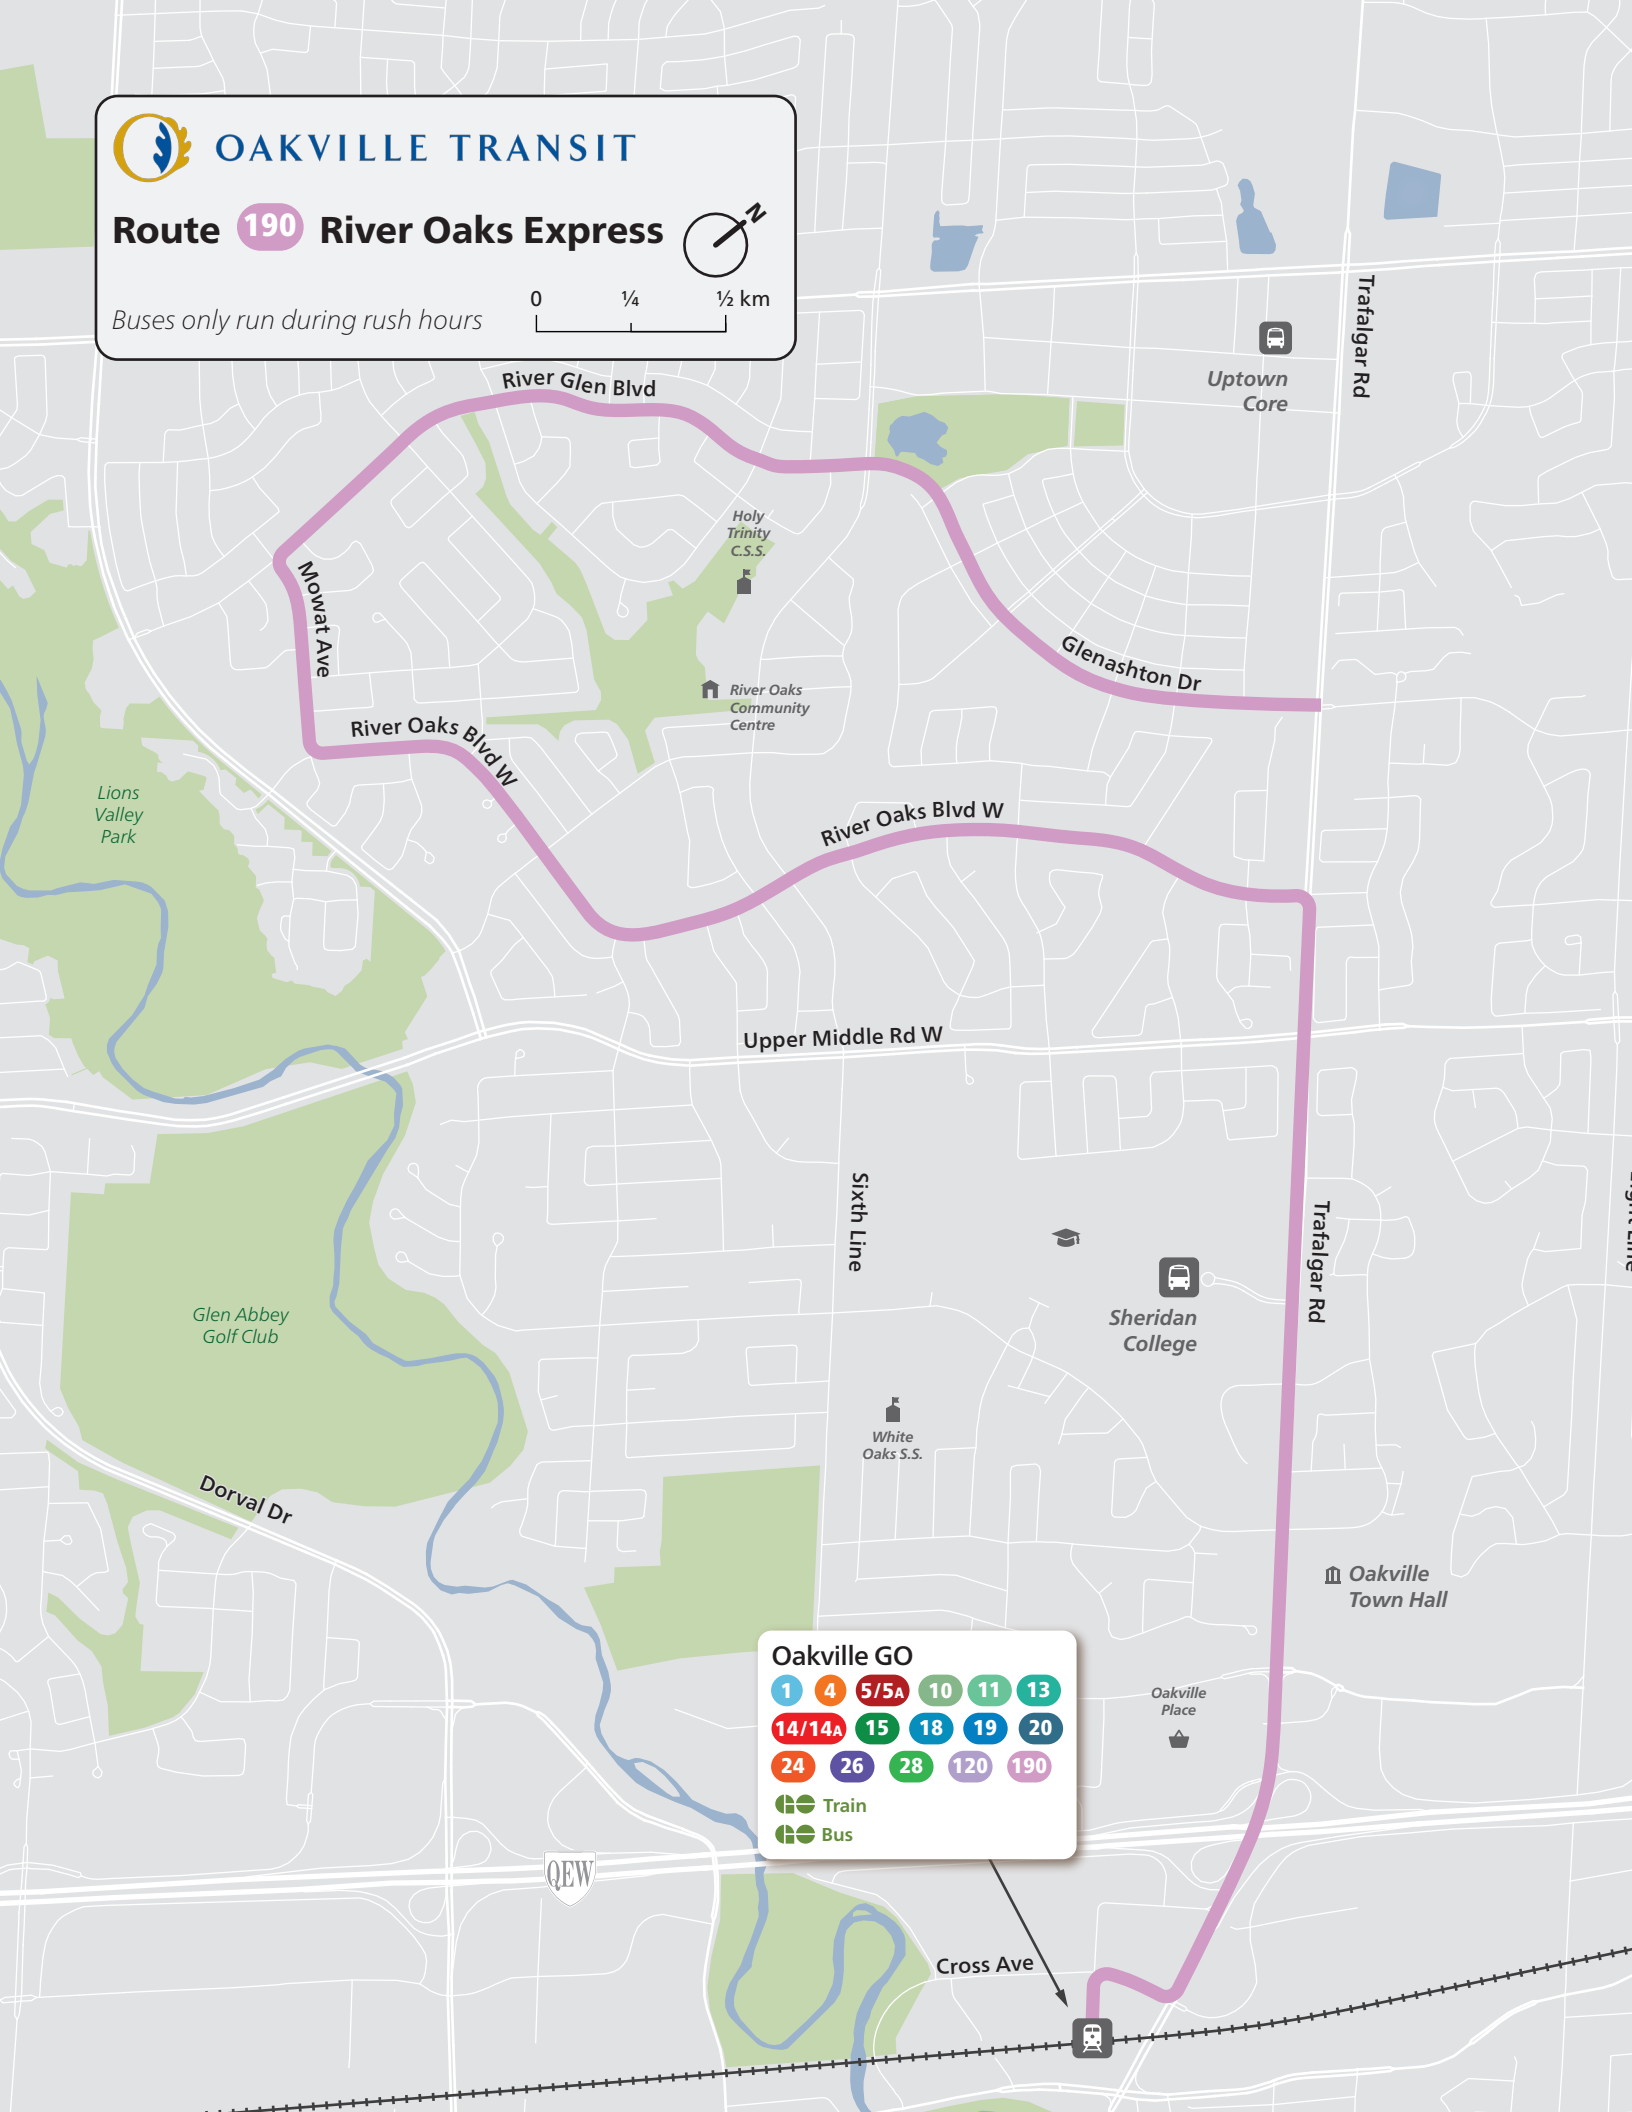 OAKVILLE TRANSIT
Route 190 River Oaks Express
N
0 ¼ ½ km
Buses only run during rush hours
Trafalgar Rd
Uptown
Core
River Glen Blvd
Holy
Trinity
C.S.S.
Mowat Ave
Glenashton Dr
River Oaks
Community
Centre
River Oaks Blvd W
Lions
Valley
Park
River Oaks Blvd W
Upper Middle Rd W
Sixth Line
Trafalgar Rd
Sheridan
College
Glen Abbey
Golf Club
White
Oaks S.S.
Dorval Dr
Oakville
Town Hall
Oakville GO
1 4 5/5A 10 11 13
14/14A 15 18 19 20
24 26 28 120 190
GO Train
GO Bus
Oakville
Place
QEW
Cross Ave